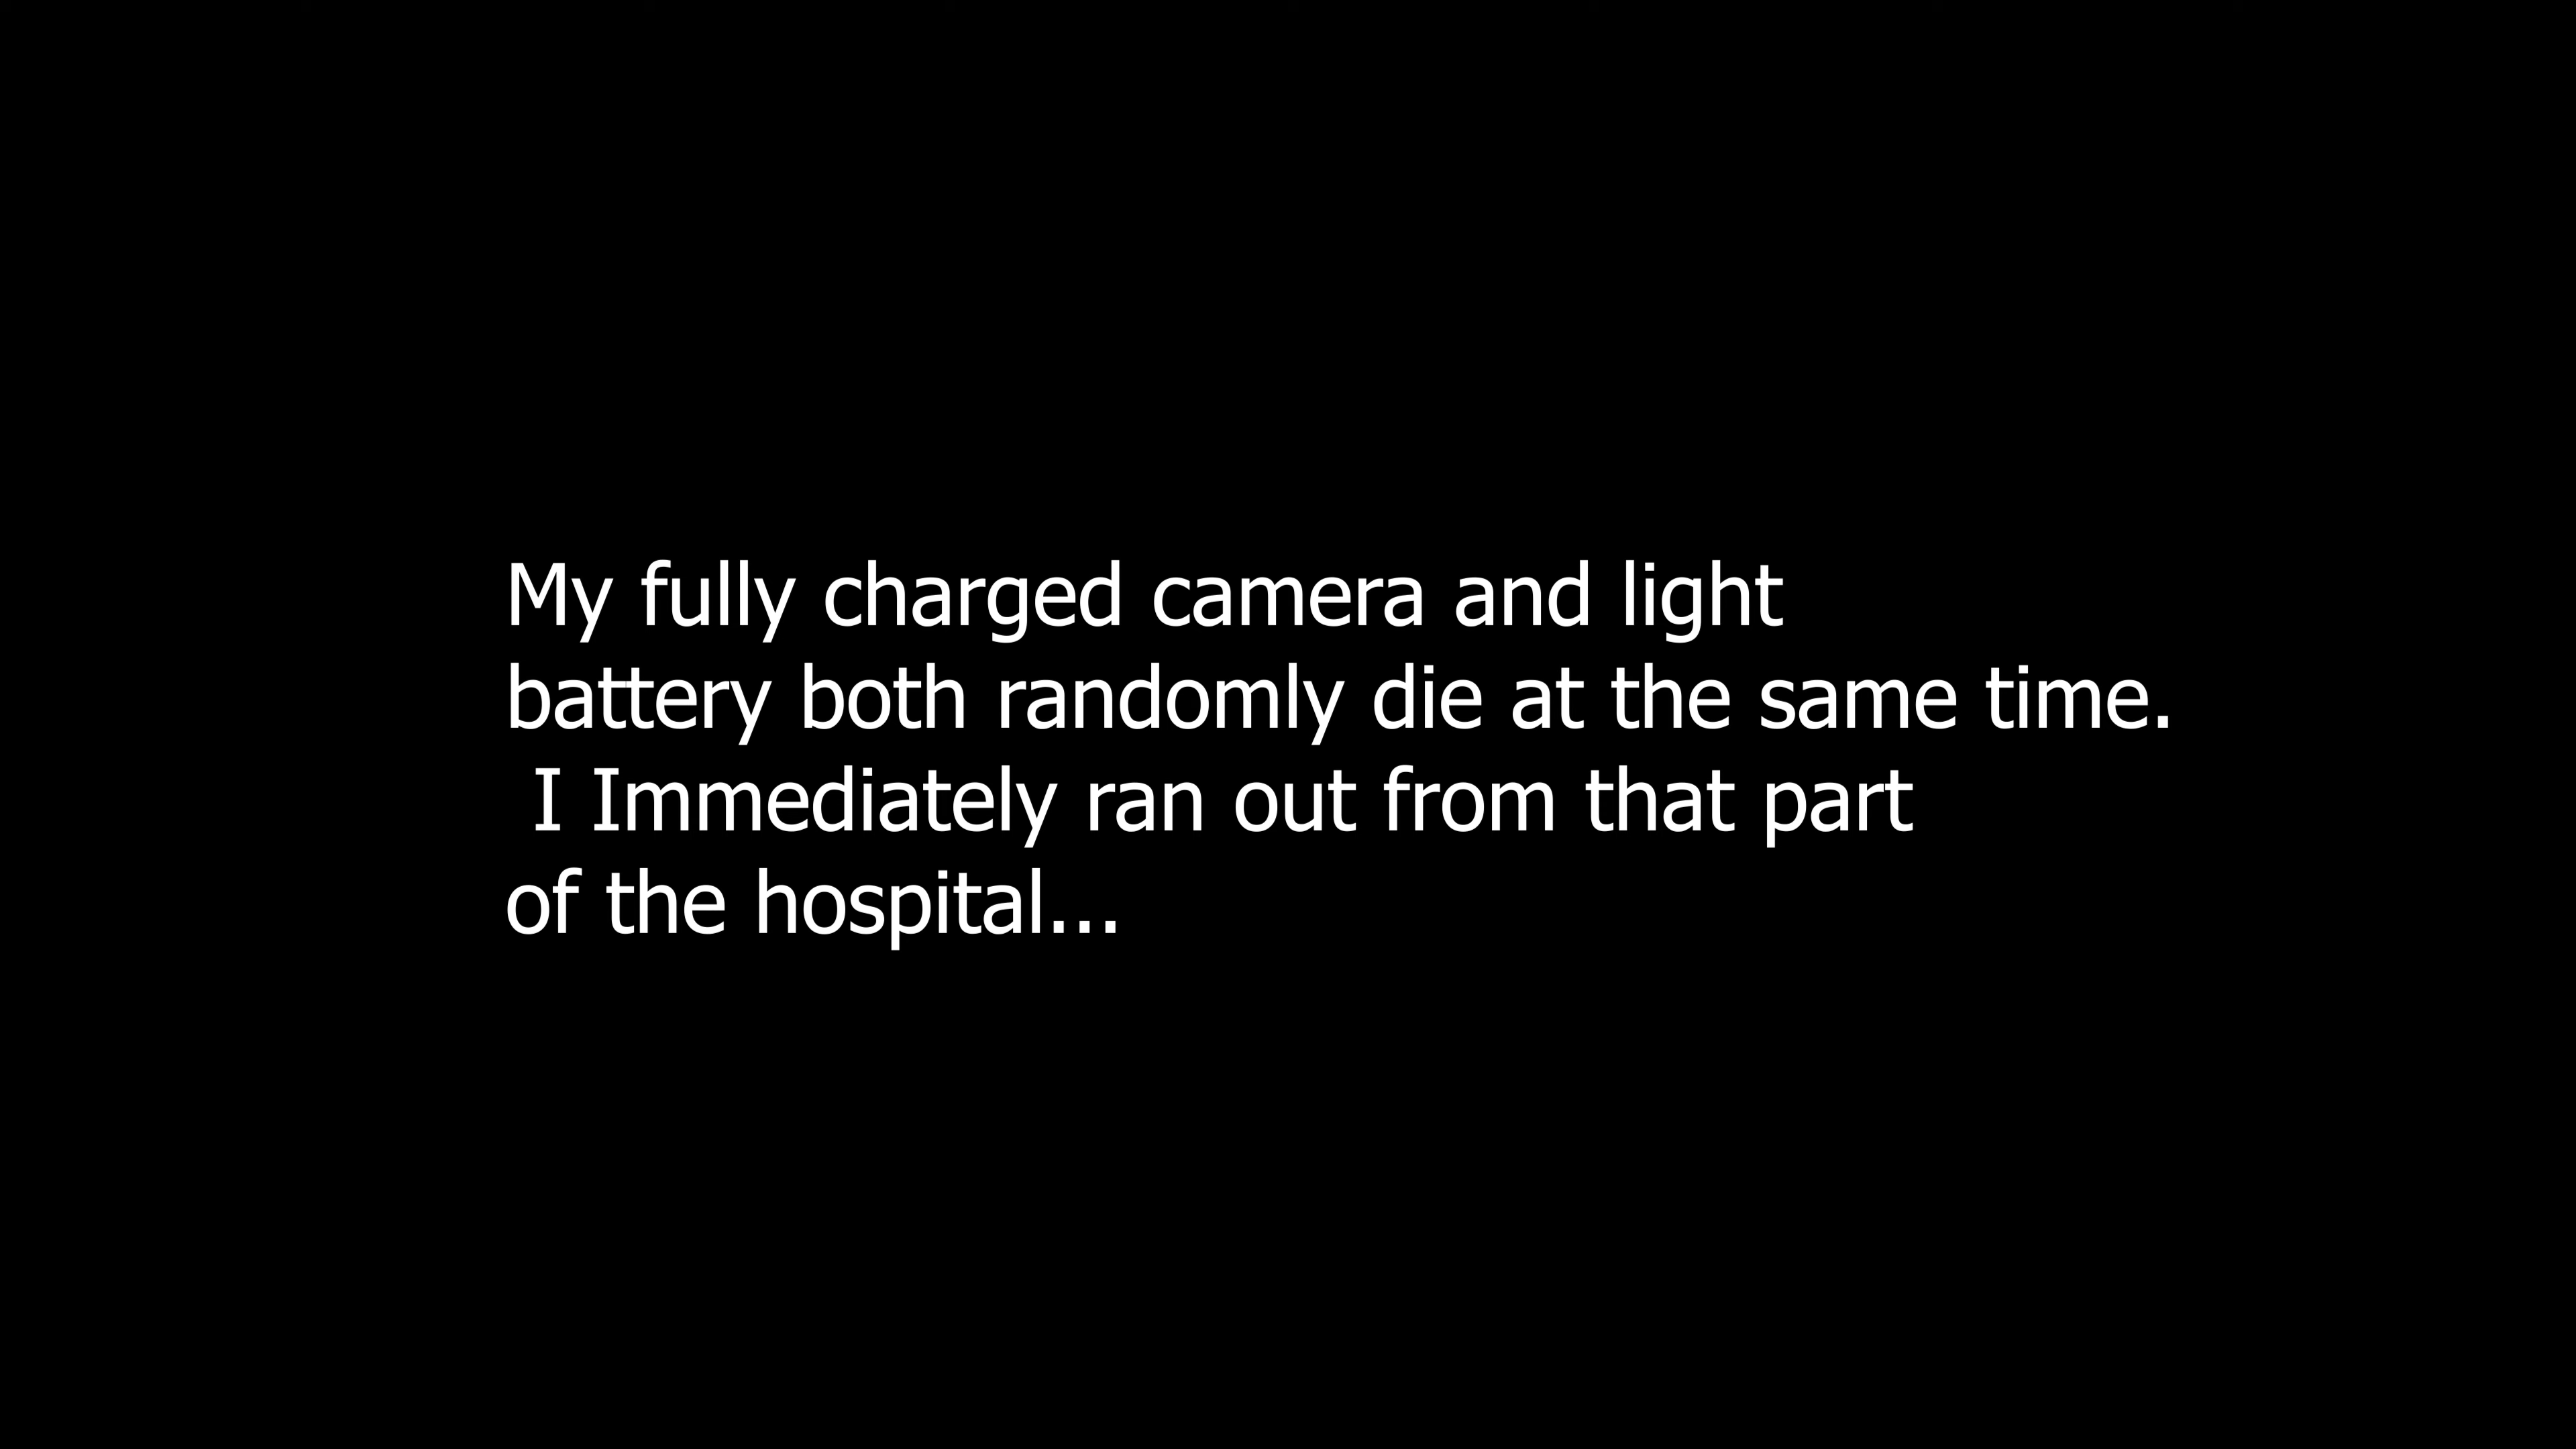 My fully charged camera and light
battery both randomly die at the same time.
I Immediately ran out from that part
of the hospital...